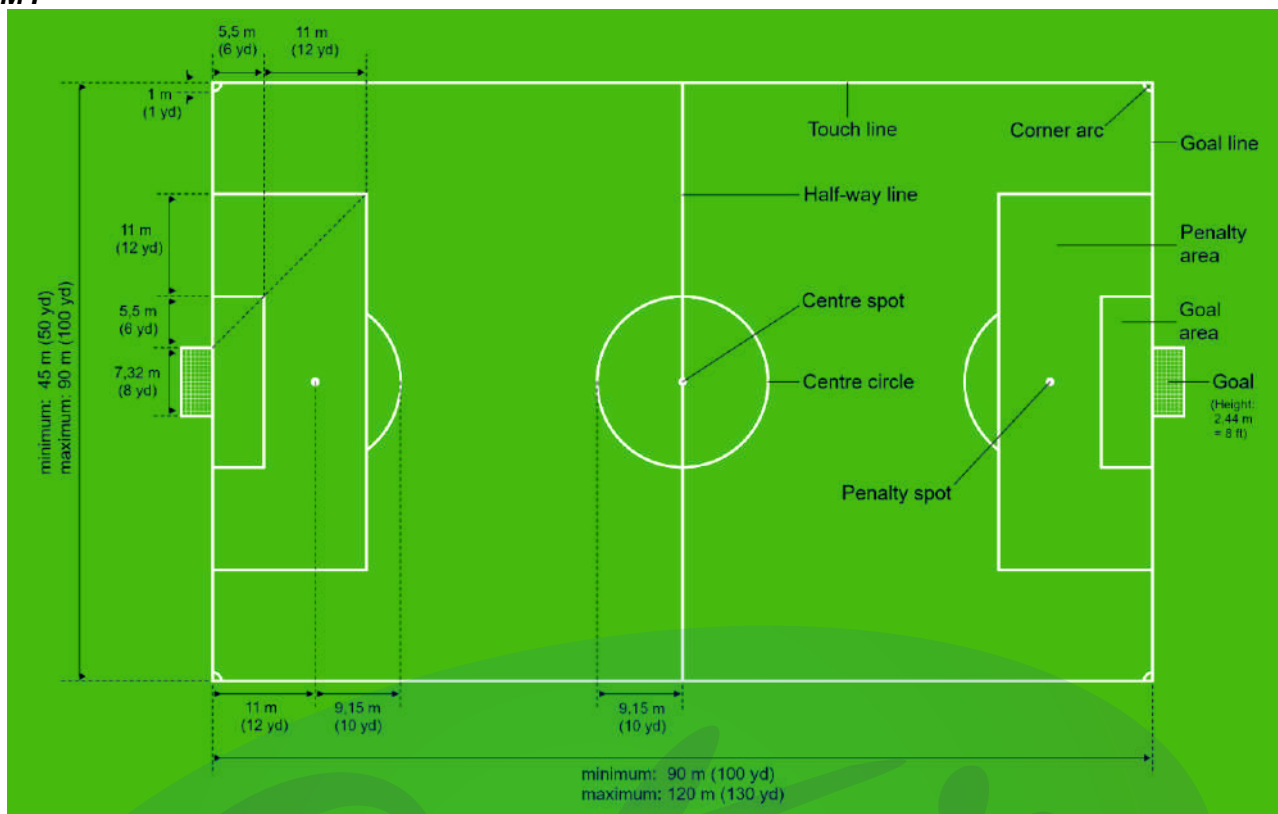 5,5 m
(6 yd)
11 m
(12 yd)
1 m
(1 yd)
Touch line
Corner arc
Goal line
Half-way line
11 m
(12 yd)
Penalty
area
minimum: 45 m (50 yd)
maximum: 90 m (100 yd)
5,5 m
(6 yd)
Centre spot
Goal
area
7,32 m
(8 yd)
Centre circle
Goal
(Height:
2,44 m
= 8 ft)
Penalty spot
11 m
(12 yd)
9,15 m
(10 yd)
9,15 m
(10 yd)
minimum: 90 m (100 yd)
maximum: 120 m (130 yd)